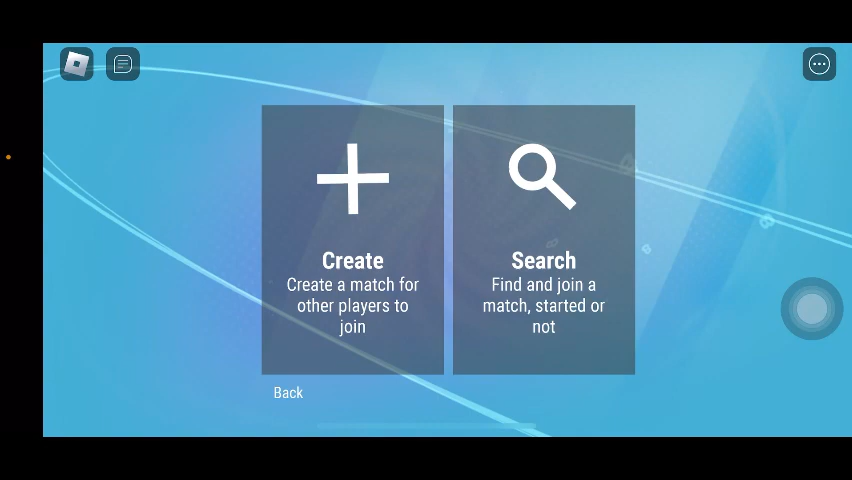 Create
Create a match for
other players to
join
Search
Find and join a
match, started or
not
Back